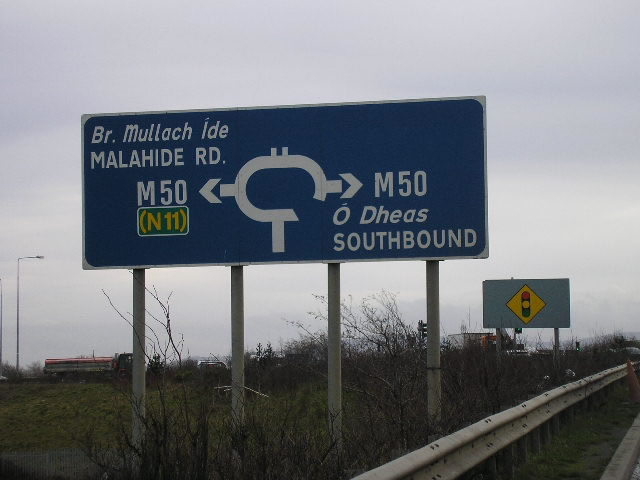 Br. Mullach Íde
MALAHIDE RD.
M50
(N11)
M50
Ó Dheas
SOUTHBOUND